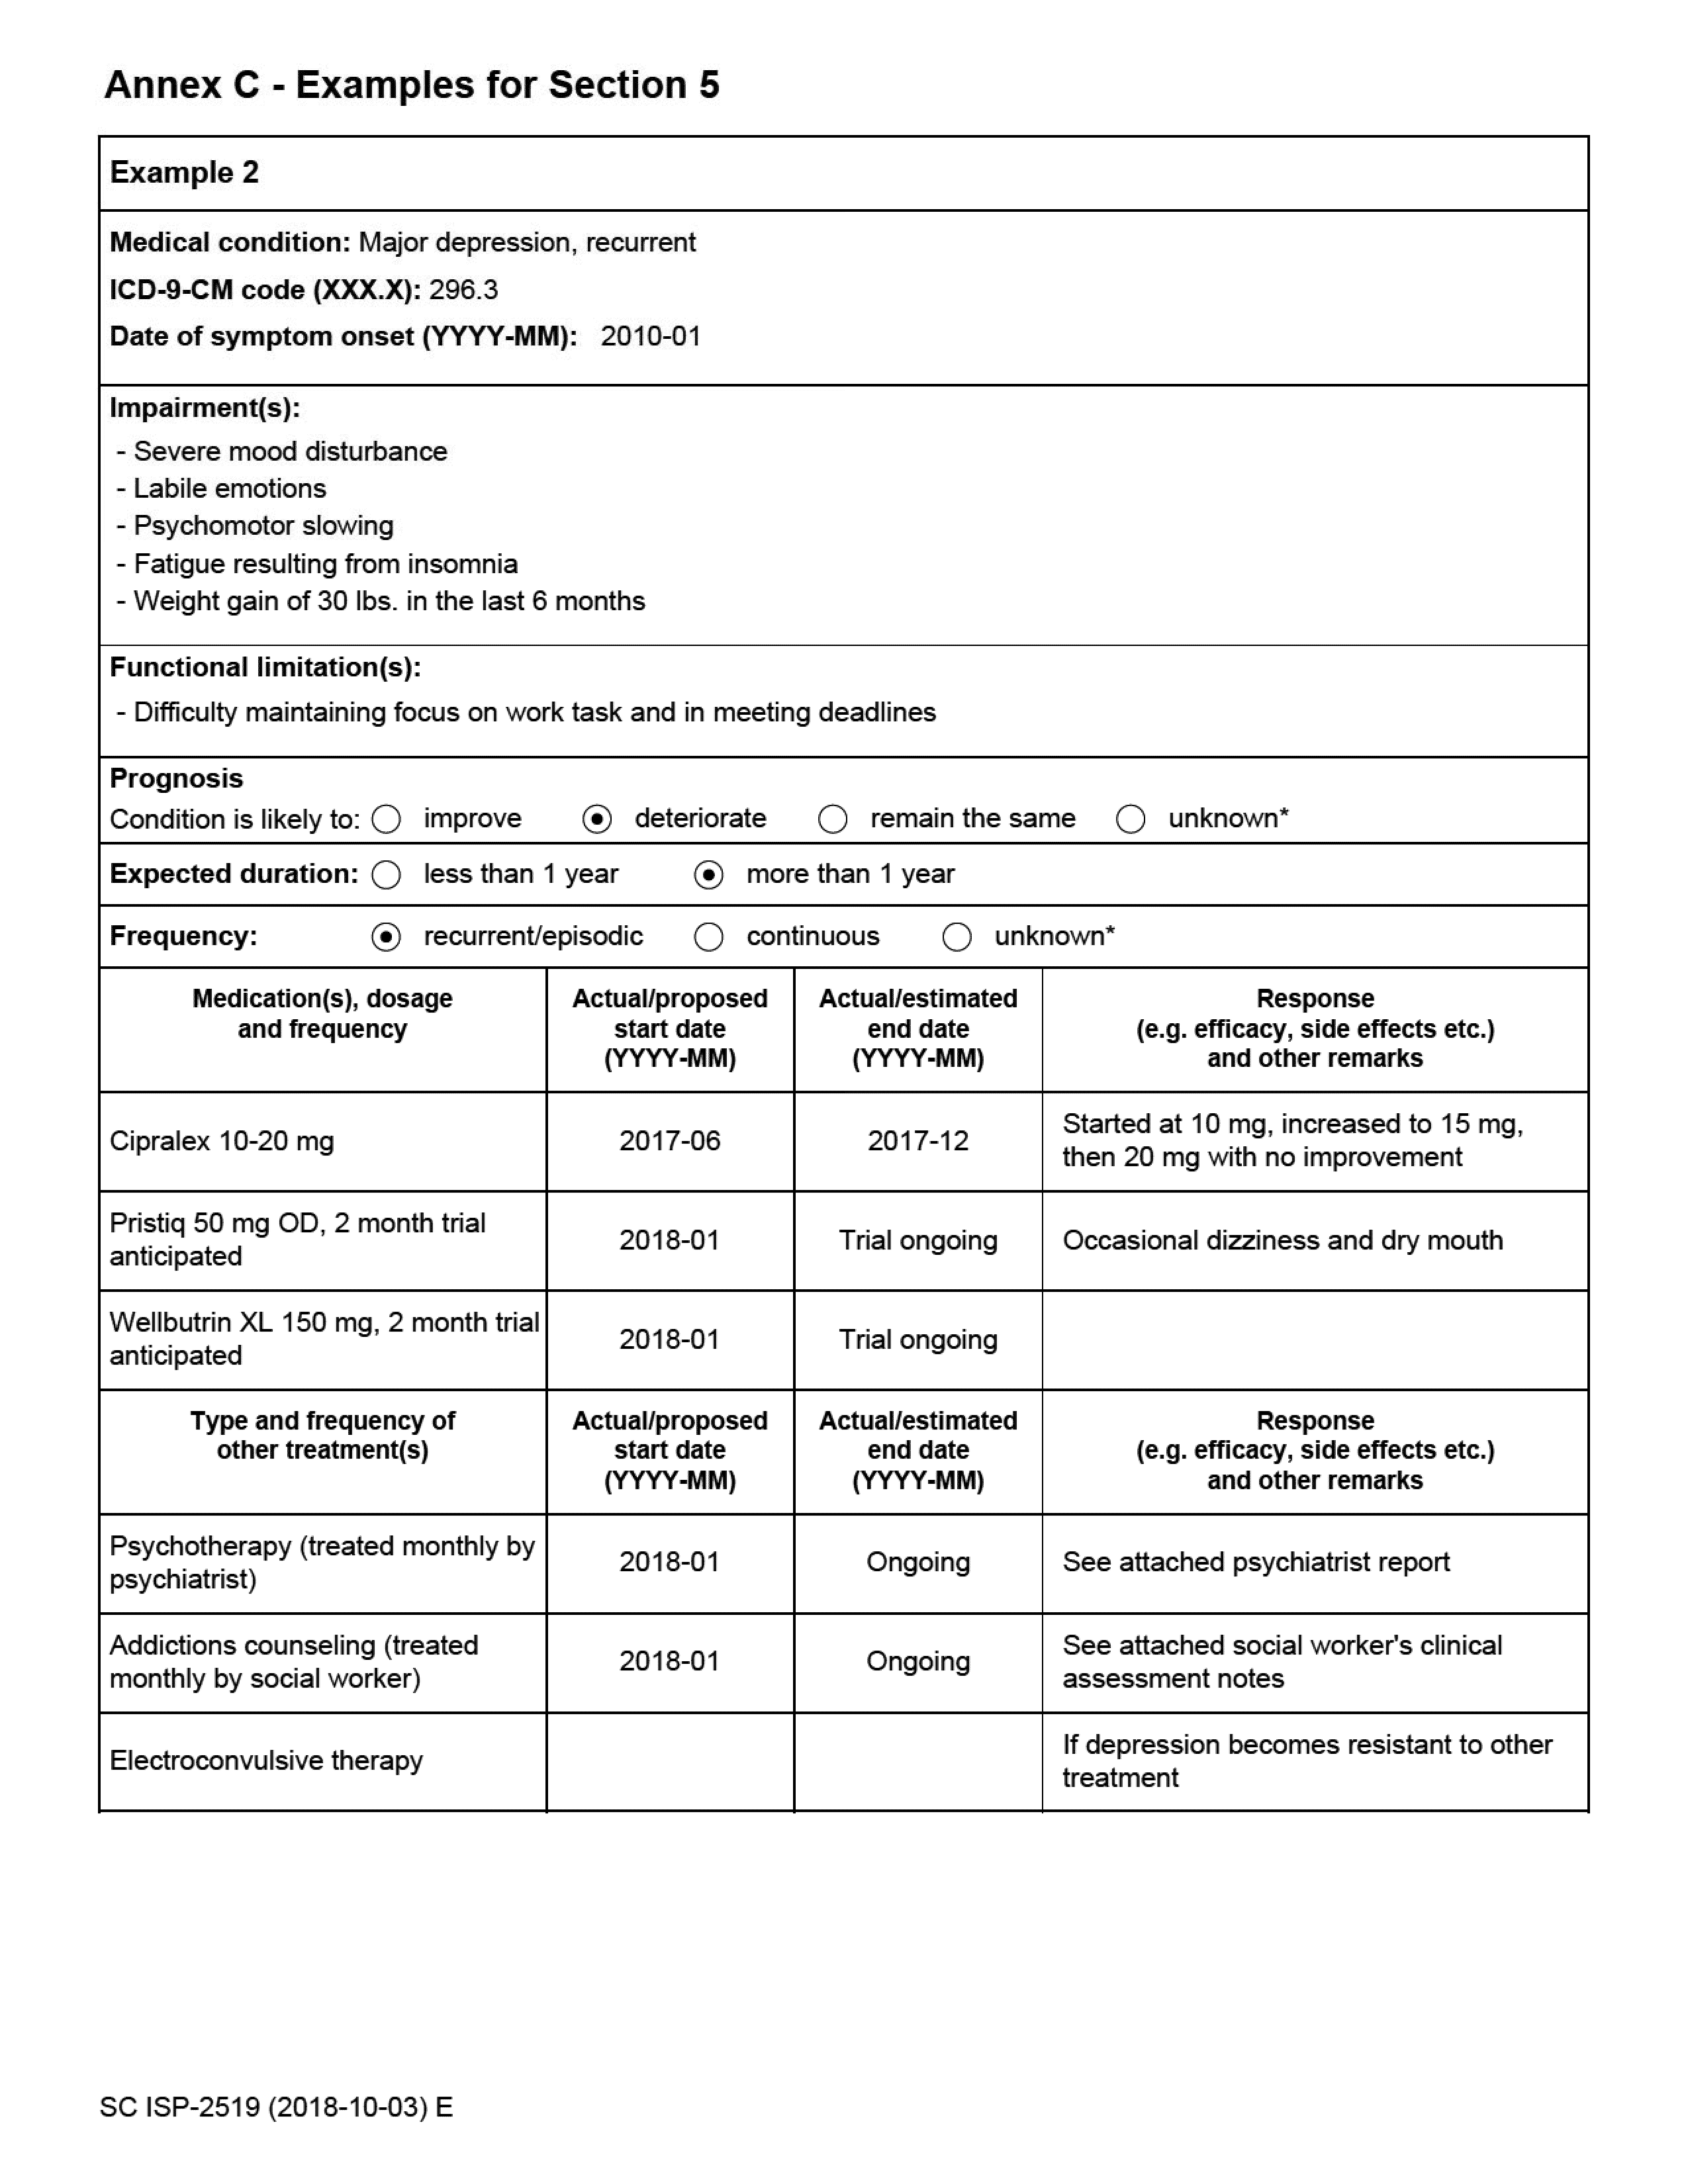 Annex C - Examples for Section 5
Example 2
Medical condition: Major depression, recurrent
ICD-9-CM code (XXX.X): 296.3
Date of symptom onset (YYYY-MM): 2010-01
Impairment(s):
- Severe mood disturbance
- Labile emotions
- Psychomotor slowing
- Fatigue resulting from insomnia
- Weight gain of 30 lbs. in the last 6 months
Functional limitation(s):
- Difficulty maintaining focus on work task and in meeting deadlines
Prognosis
Condition is likely to: improve deteriorate remain the same unknown*
Expected duration: less than 1 year more than 1 year
Frequency: recurrent/episodic continuous unknown*
Medication(s), dosage
and frequency
Actual/proposed
start date
(YYYY-MM)
Actual/estimated
end date
(YYYY-MM)
Response
(e.g. efficacy, side effects etc.)
and other remarks
Cipralex 10-20 mg
2017-06
2017-12
Started at 10 mg, increased to 15 mg,
then 20 mg with no improvement
Pristiq 50 mg OD, 2 month trial
anticipated
2018-01
Trial ongoing
Occasional dizziness and dry mouth
Wellbutrin XL 150 mg, 2 month trial
anticipated
2018-01
Trial ongoing
Type and frequency of
other treatment(s)
Actual/proposed
start date
(YYYY-MM)
Actual/estimated
end date
(YYYY-MM)
Response
(e.g. efficacy, side effects etc.)
and other remarks
Psychotherapy (treated monthly by
psychiatrist)
2018-01
Ongoing
See attached psychiatrist report
Addictions counseling (treated
monthly by social worker)
2018-01
Ongoing
See attached social worker's clinical
assessment notes
Electroconvulsive therapy
If depression becomes resistant to other
treatment
SC ISP-2519 (2018-10-03) E